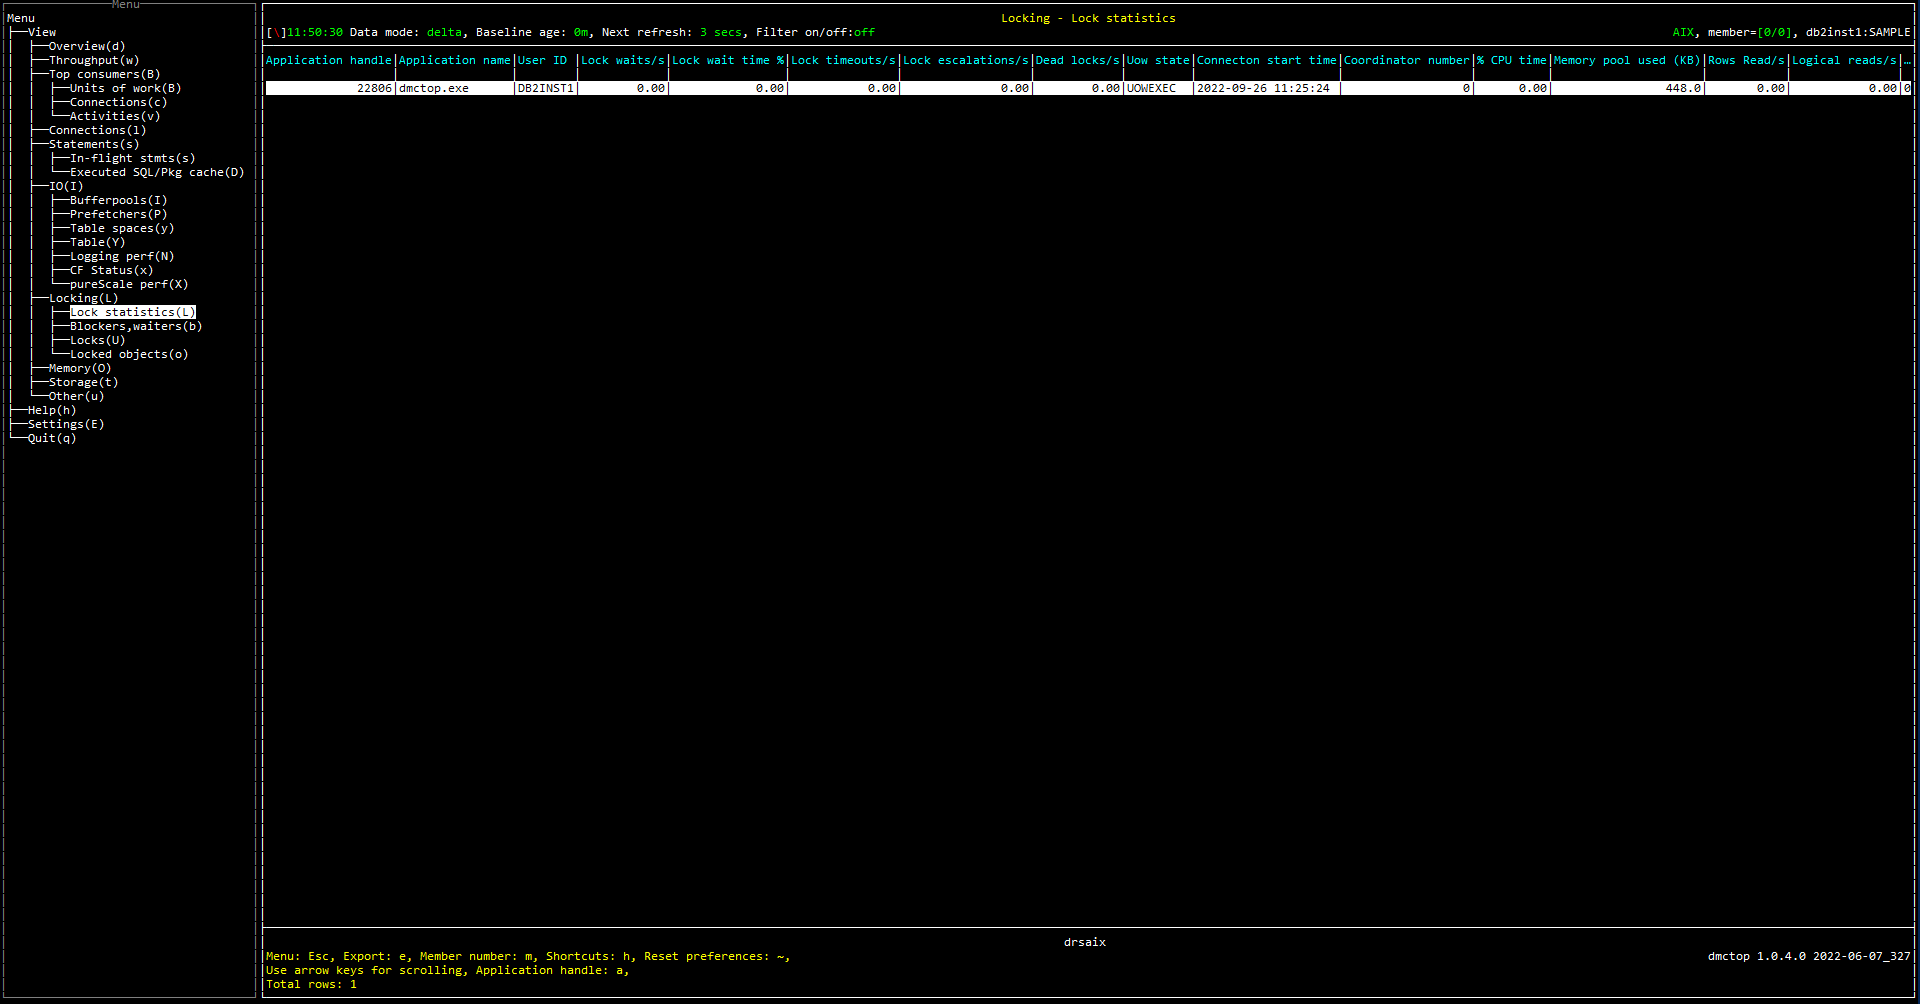 Menu
Menu
View
Overview(d)
Throughput(w)
Top consumers(B)
Units of work(B)
Connections(c)
Activities(v)
Connections(l)
Statements(s)
In-flight stmts(s)
Executed SQL/Pkg cache(D)
IO(I)
Bufferpools(I)
Prefetchers(P)
Table spaces(y)
Table(Y)
Logging perf(N)
CF Status(x)
pureScale perf(X)
Locking(L)
Lock statistics(L)
Blockers,waiters(b)
Locks(U)
Locked objects(o)
Memory(O)
Storage(t)
Other(u)
Help(h)
Settings(E)
Quit(q)
Locking - Lock statistics
[\]11:50:30 Data mode: delta, Baseline age: 0m, Next refresh: 3 secs, Filter on/off:off AIX, member=[0/0], db2inst1:SAMPLE
Application handle|Application name|User ID |Lock waits/s|Lock wait time %|Lock timeouts/s|Lock escalations/s|Dead locks/s|Uow state|Connecton start time|Coordinator number|% CPU time|Memory pool used (KB)|Rows Read/s|Logical reads/s|…
22806|dmctop.exe |DB2INST1| 0.00| 0.00| 0.00| 0.00| 0.00|UOWEXEC |2022-09-26 11:25:24 | 0| 0.00| 448.0| 0.00| 0.00|0
drsaix
Menu: Esc, Export: e, Member number: m, Shortcuts: h, Reset preferences: ~, dmctop 1.0.4.0 2022-06-07_327
Use arrow keys for scrolling, Application handle: a,
Total rows: 1